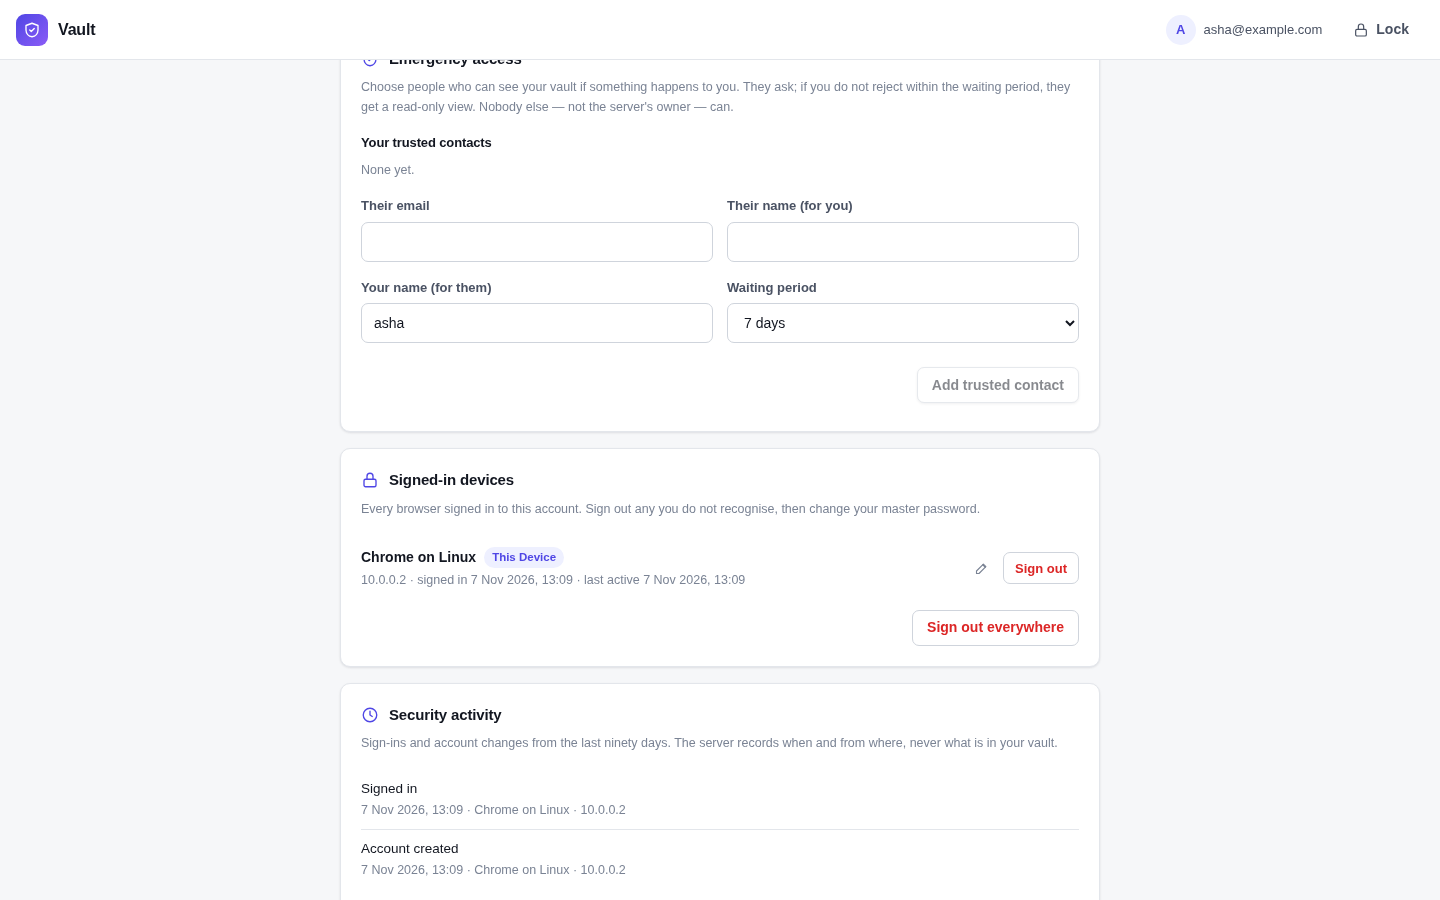 Vault
A
asha@example.com
Lock
Emergency access
Choose people who can see your vault if something happens to you. They ask; if you do not reject within the waiting period, they
get a read-only view. Nobody else — not the server's owner — can.
Your trusted contacts
None yet.
Their email
Their name (for you)
Your name (for them)
Waiting period
asha
7 days
Add trusted contact
Signed-in devices
Every browser signed in to this account. Sign out any you do not recognise, then change your master password.
Chrome on Linux
This Device
10.0.0.2 · signed in 7 Nov 2026, 13:09 · last active 7 Nov 2026, 13:09
Sign out
Sign out everywhere
Security activity
Sign-ins and account changes from the last ninety days. The server records when and from where, never what is in your vault.
Signed in
7 Nov 2026, 13:09 · Chrome on Linux · 10.0.0.2
Account created
7 Nov 2026, 13:09 · Chrome on Linux · 10.0.0.2